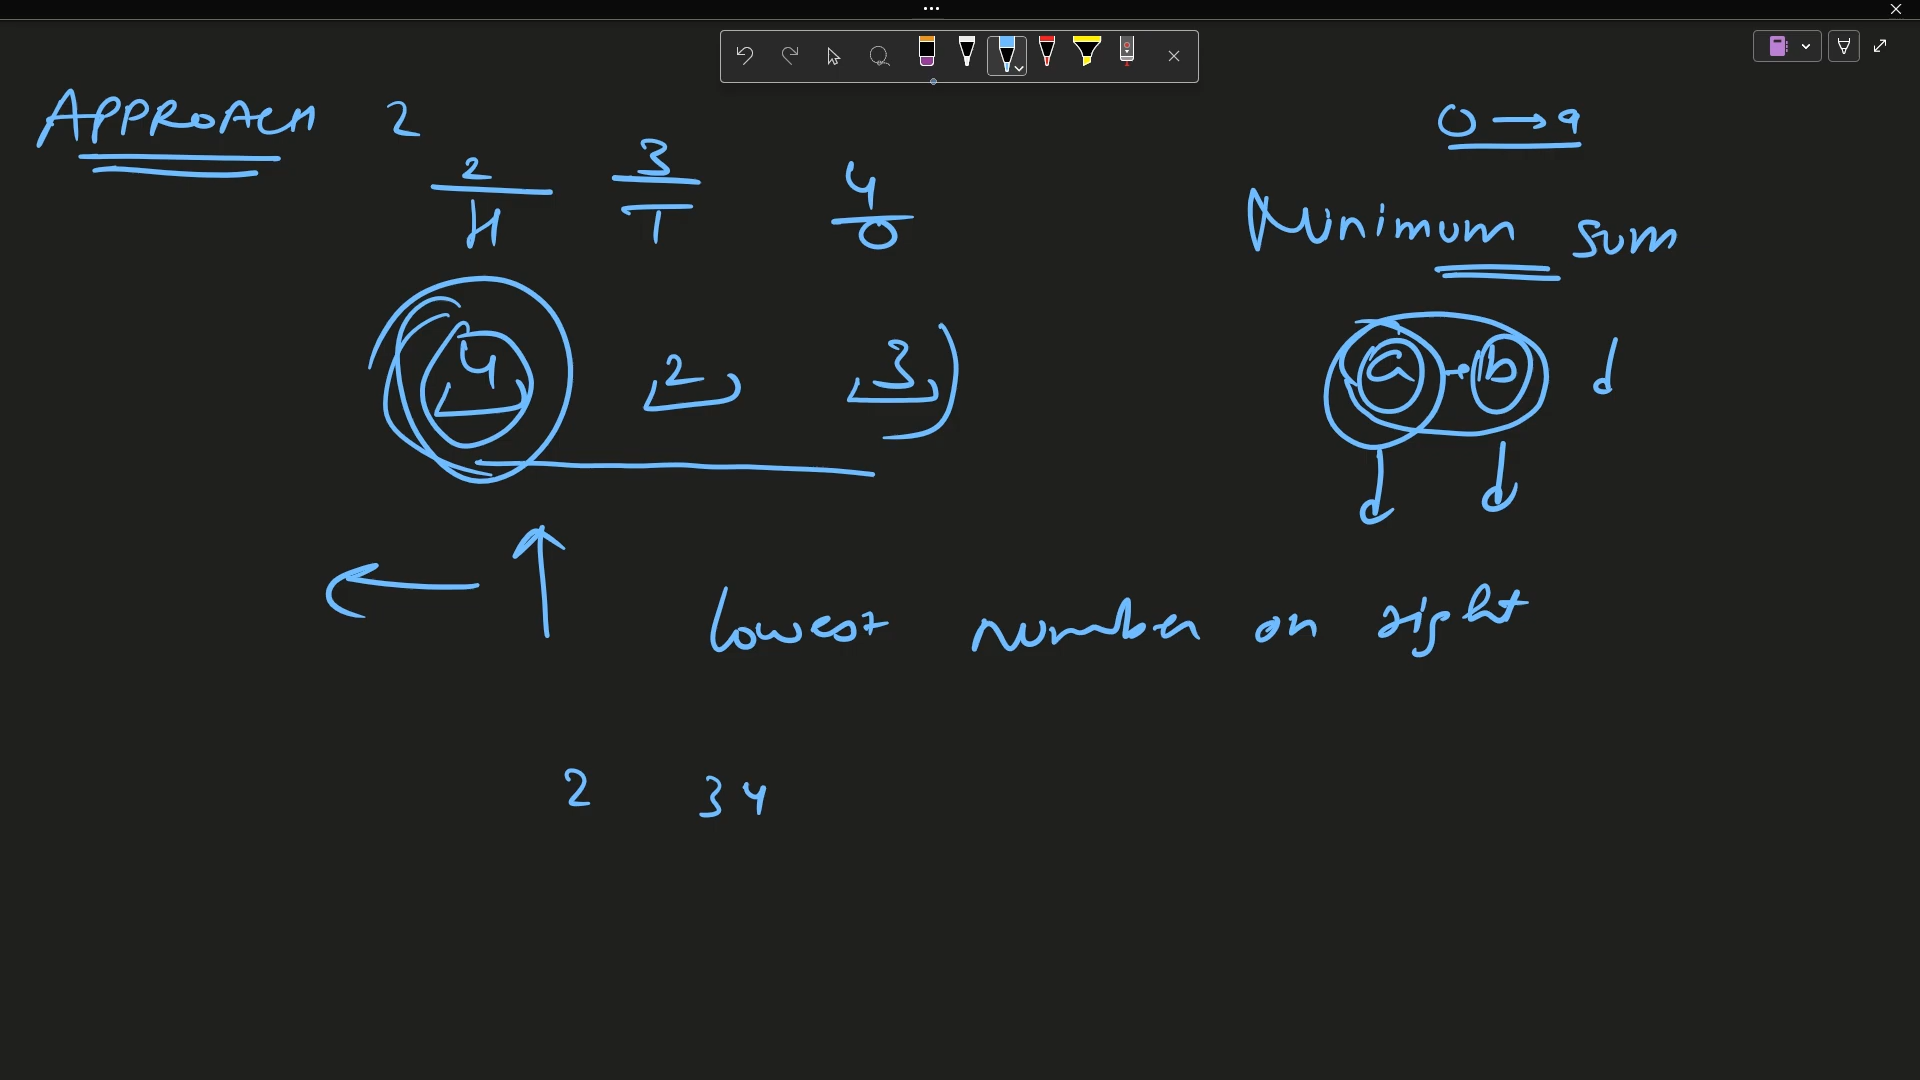 APPROACH 2
0 → 9
2 3 4
H T O
Minimum sum
4 2 3
a b d
d d
lowest number on right
2 34